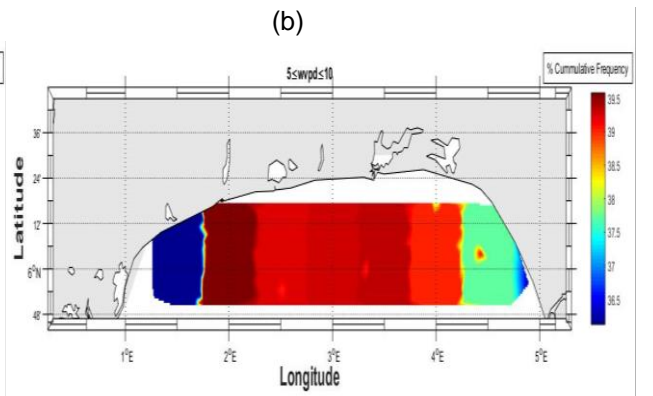 (b)
5≤wvpd≤10
% Cummulative Frequency
39.5
39
38.5
38
37.5
37
36.5
Latitude
36'
24'
12'
6°N
48'
1°E
2°E
3°E
4°E
5°E
Longitude